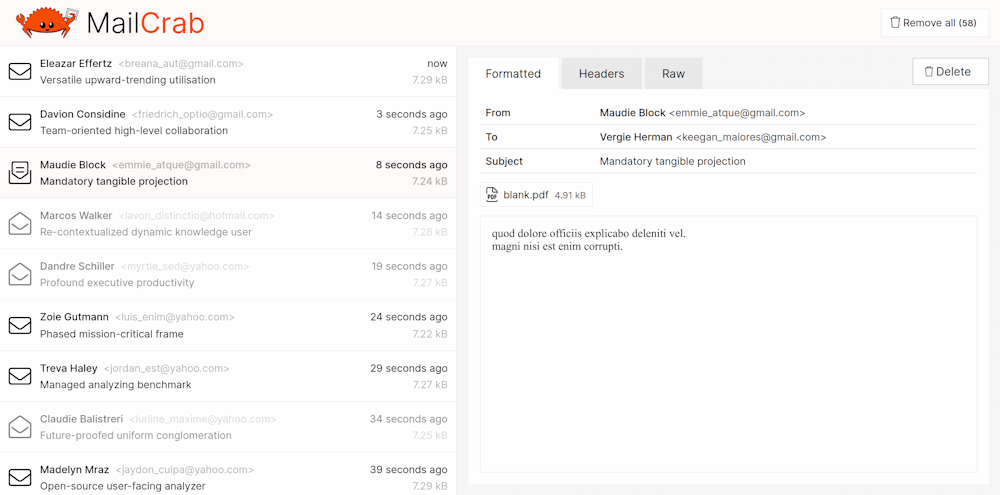 MailCrab
Remove all (58)
Eleazar Effertz <breana_aut@gmail.com> now
Versatile upward-trending utilisation 7.29 kB
Davion Considine <friedrich_optio@gmail.com> 3 seconds ago
Team-oriented high-level collaboration 7.25 kB
Maudie Block <emmie_atque@gmail.com> 8 seconds ago
Mandatory tangible projection 7.24 kB
Marcos Walker <lavon_distinctio@hotmail.com> 14 seconds ago
Re-contextualized dynamic knowledge user 7.28 kB
Dandre Schiller <myrtie_sed@yahoo.com> 19 seconds ago
Profound executive productivity 7.27 kB
Zoie Gutmann <luis_enim@yahoo.com> 24 seconds ago
Phased mission-critical frame 7.22 kB
Treva Haley <jordan_est@yahoo.com> 29 seconds ago
Managed analyzing benchmark 7.27 kB
Claudie Balistreri <lurline_maxime@yahoo.com> 34 seconds ago
Future-proofed uniform conglomeration 7.25 kB
Madelyn Mraz <jaydon_culpa@yahoo.com> 39 seconds ago
Open-source user-facing analyzer 7.29 kB
Formatted Headers Raw Delete
From Maudie Block <emmie_atque@gmail.com>
To Vergie Herman <keegan_maiores@gmail.com>
Subject Mandatory tangible projection
PDF blank.pdf 4.91 kB
quod dolore officiis explicabo deleniti vel.
magni nisi est enim corrupti.